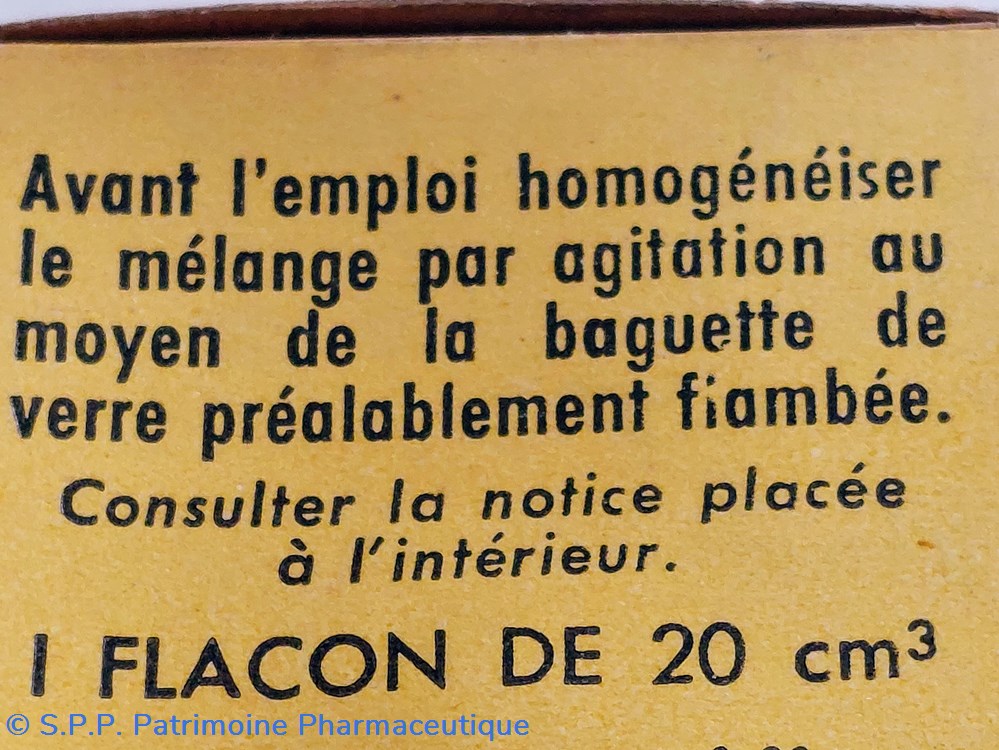 Avant l'emploi homogénéiser
le mélange par agitation au
moyen de la baguette de
verre préalablement fiambée.
Consulter la notice placée
à l'intérieur.
1 FLACON DE 20 cm³
© S.P.P. Patrimoine Pharmaceutique